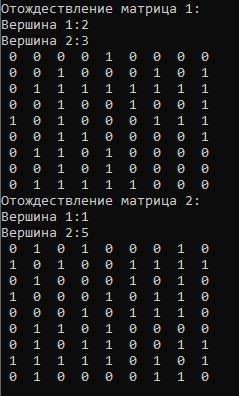 Отождествление матрица 1:
Вершина 1:2
Вершина 2:3
0 0 0 0 1 0 0 0 0
0 0 1 0 0 0 1 0 1
0 1 1 1 1 1 1 1 1
0 0 1 0 0 1 0 0 1
1 0 1 0 0 0 1 1 1
0 0 1 1 0 0 0 0 1
0 1 1 0 1 0 0 0 0
0 0 1 0 1 0 0 0 0
0 1 1 1 1 1 0 0 0
Отождествление матрица 2:
Вершина 1:1
Вершина 2:5
0 1 0 1 0 0 0 1 0
1 0 1 0 0 1 1 1 1
0 1 0 0 0 1 0 1 0
1 0 0 0 1 0 1 1 0
0 0 0 1 0 1 1 1 0
0 1 1 0 1 0 0 0 0
0 1 0 1 1 0 0 1 1
1 1 1 1 1 0 1 0 1
0 1 0 0 0 0 1 1 0